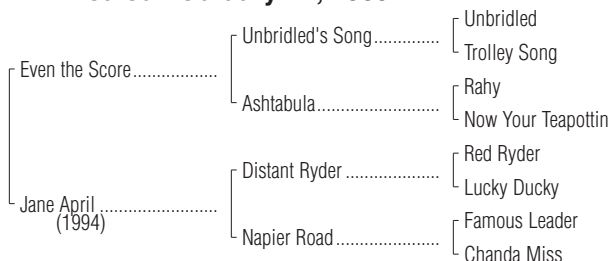 Unbridled
Unbridled's Song..............
Trolley Song
Even the Score..................
Rahy
Ashtabula..........................
Now Your Teapottin
Red Ryder
Distant Ryder ....................
Lucky Ducky
Jane April .........................
(1994)
Famous Leader
Napier Road......................
Chanda Miss